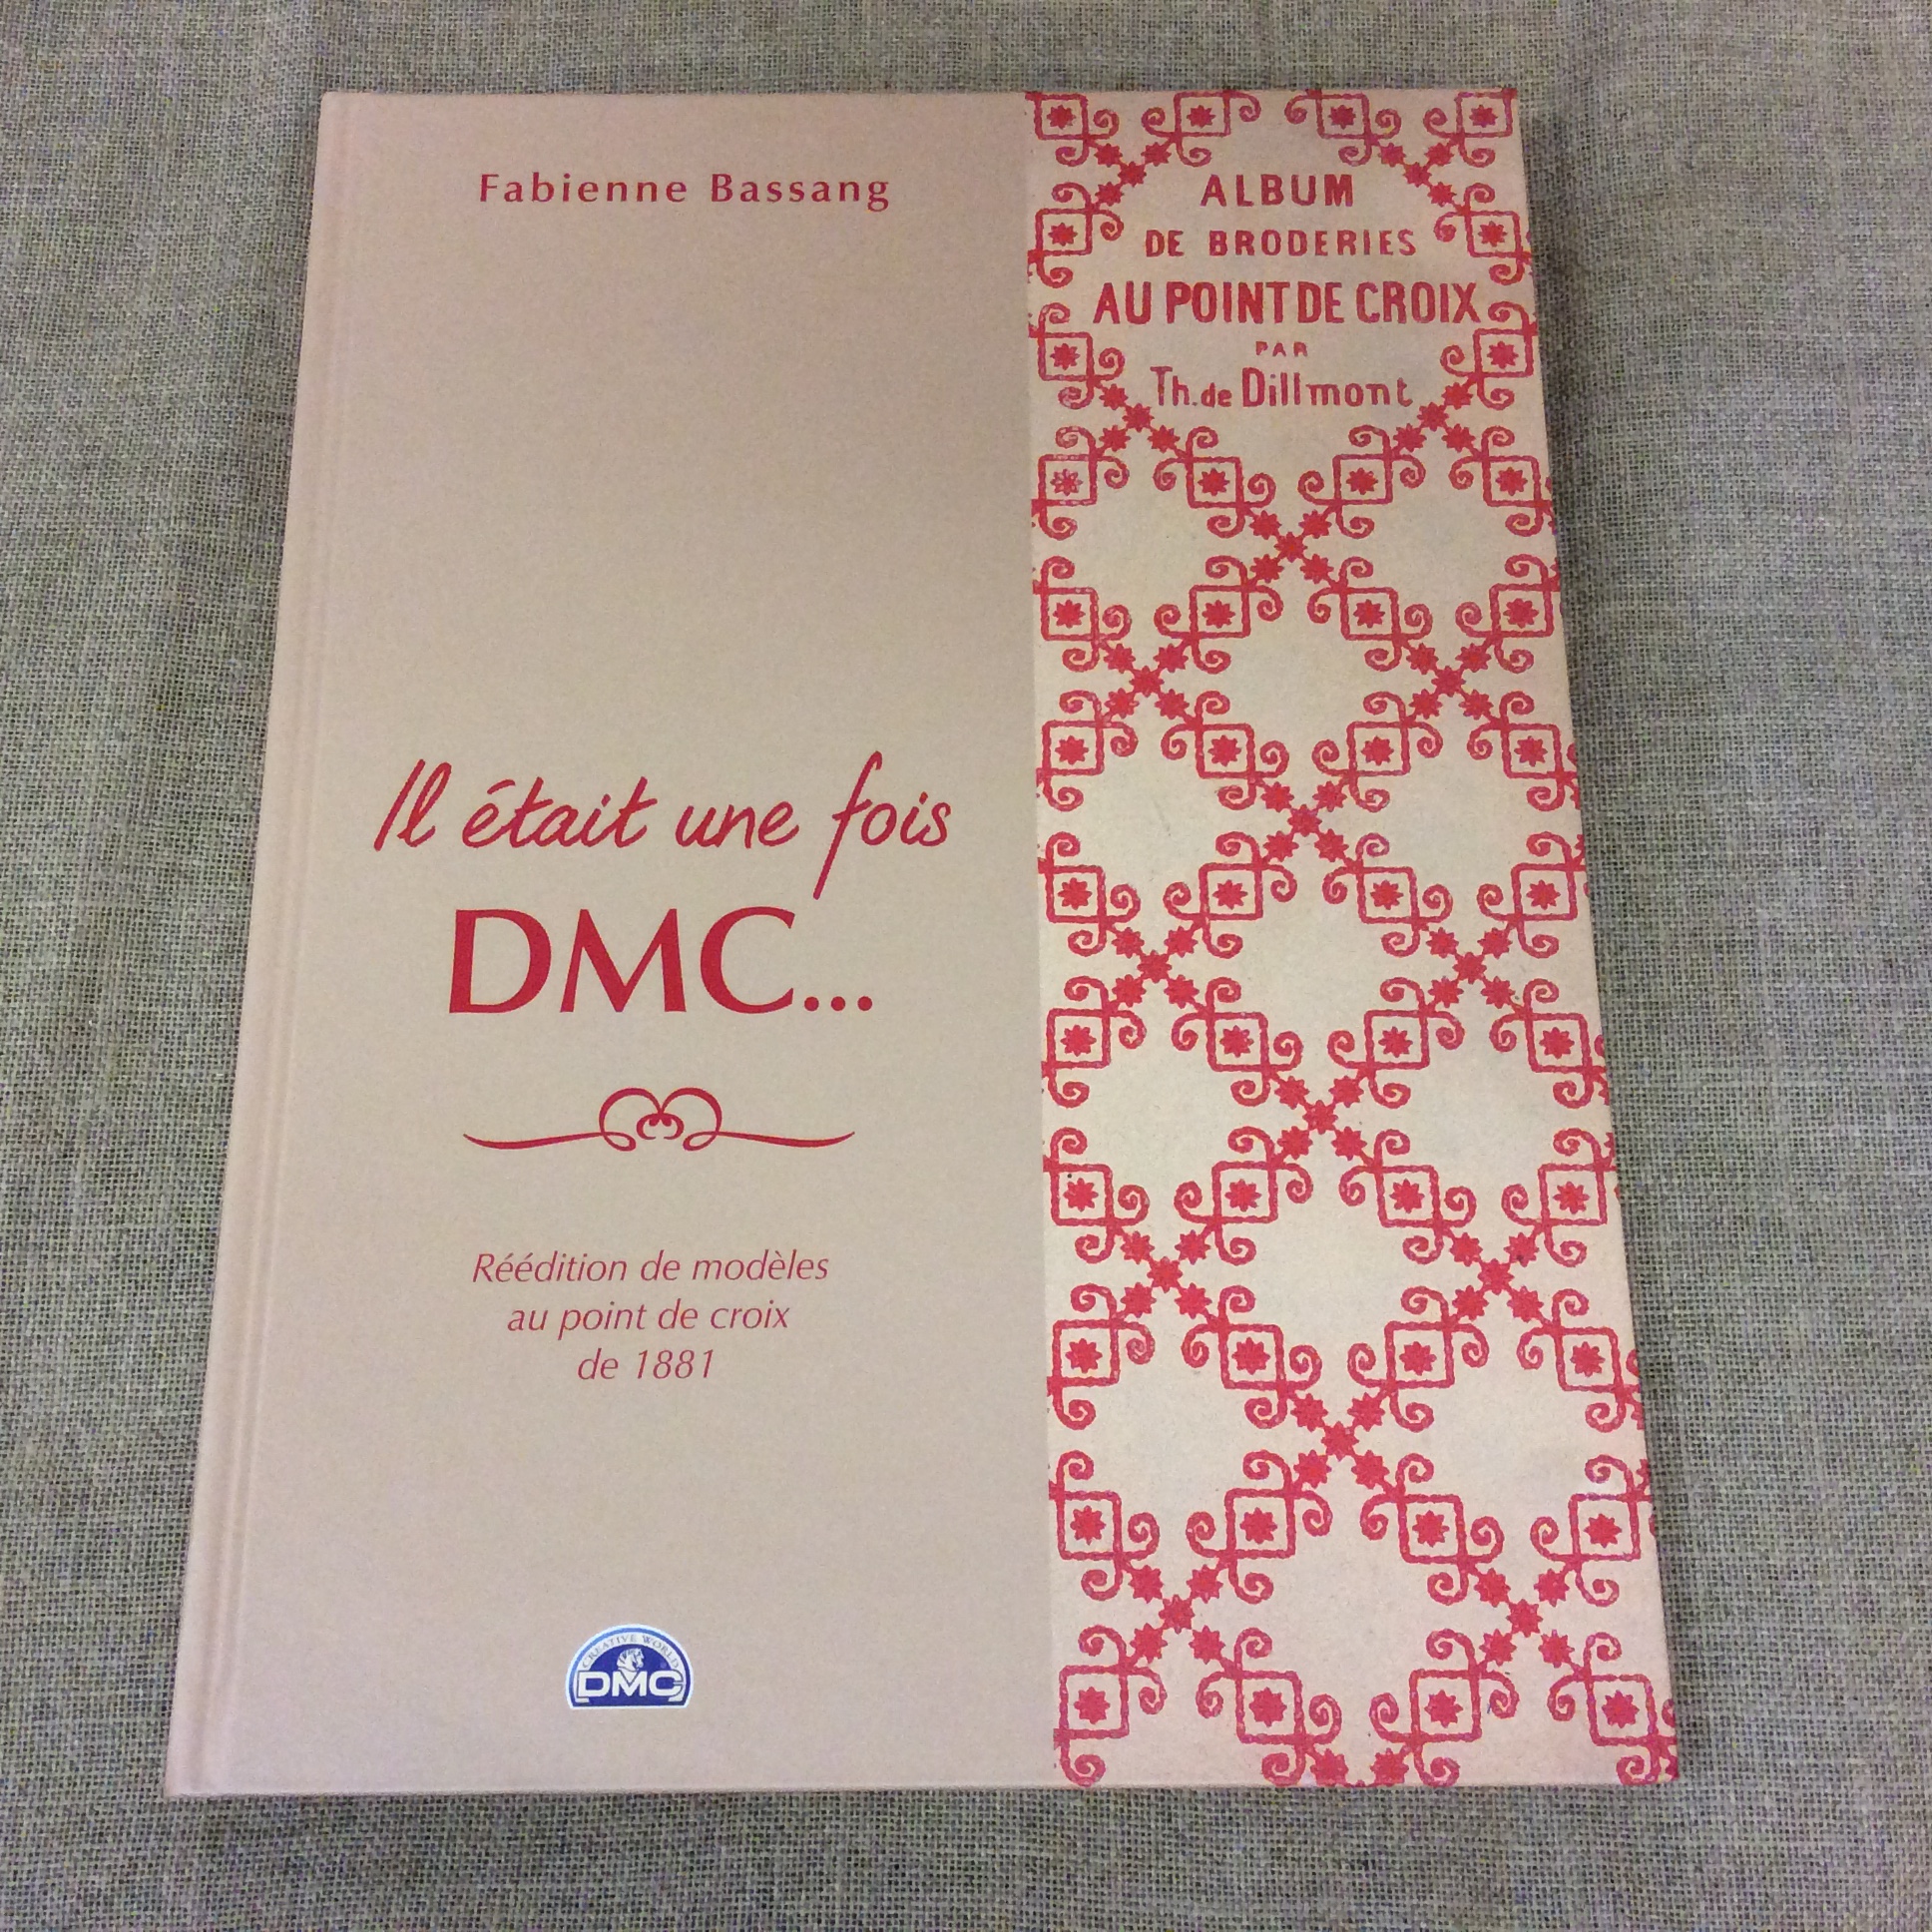 Fabienne Bassang
Il était une fois
DMC...
Réédition de modèles
au point de croix
de 1881
CREATIVE WORLD
DMC
ALBUM
DE BRODERIES
AU POINT DE CROIX
PAR
Th. de Dillmont